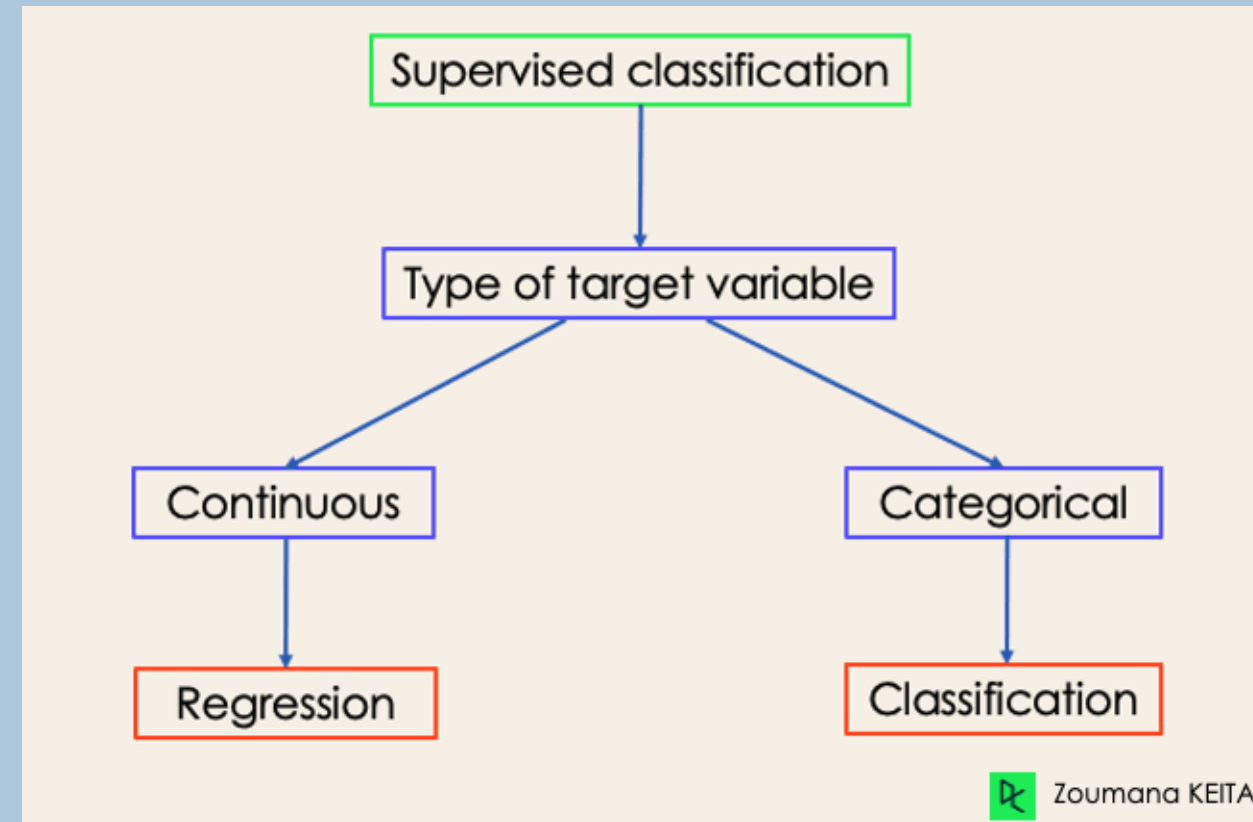 Supervised classification
Type of target variable
Continuous
Categorical
Regression
Classification
Zoumana KEITA